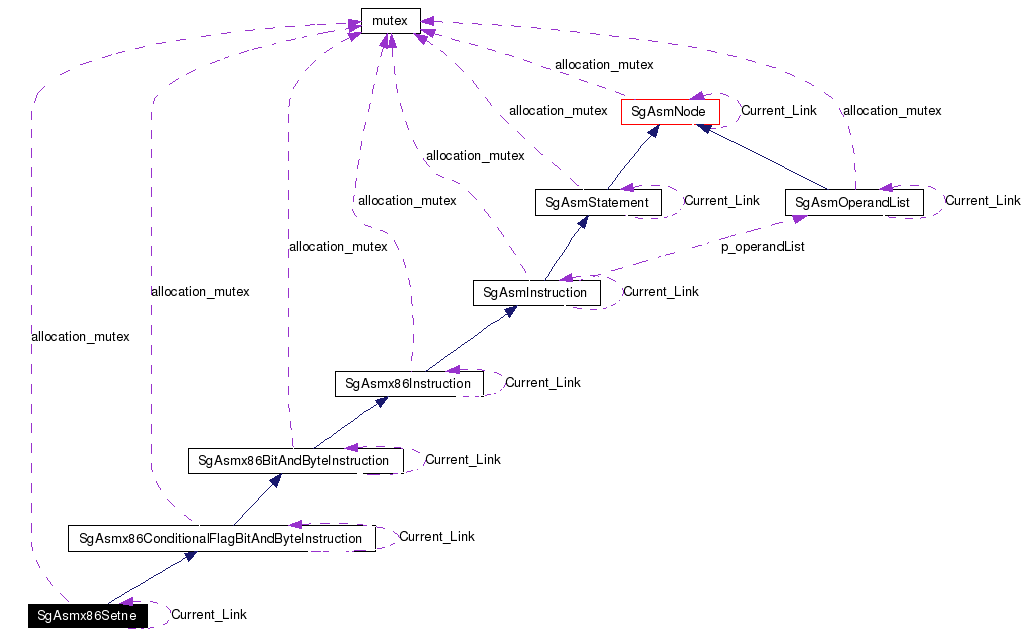 mutex
allocation_mutex
SgAsmNode
Current_Link
allocation_mutex
allocation_mutex
allocation_mutex
SgAsmStatement
Current_Link
SgAsmOperandList
Current_Link
allocation_mutex
allocation_mutex
p_operandList
allocation_mutex
SgAsmInstruction
Current_Link
allocation_mutex
SgAsmx86Instruction
Current_Link
SgAsmx86BitAndByteInstruction
Current_Link
SgAsmx86ConditionalFlagBitAndByteInstruction
Current_Link
SgAsmx86Setne
Current_Link